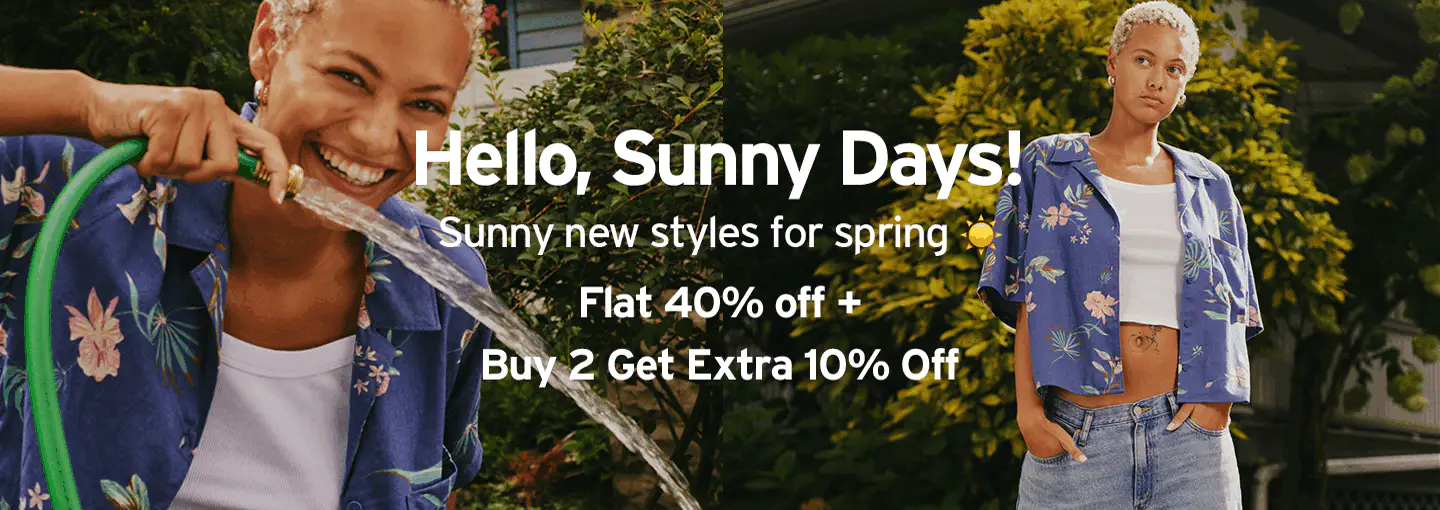 Hello, Sunny Days!
Sunny new styles for spring ☀️
Flat 40% off +
Buy 2 Get Extra 10% Off